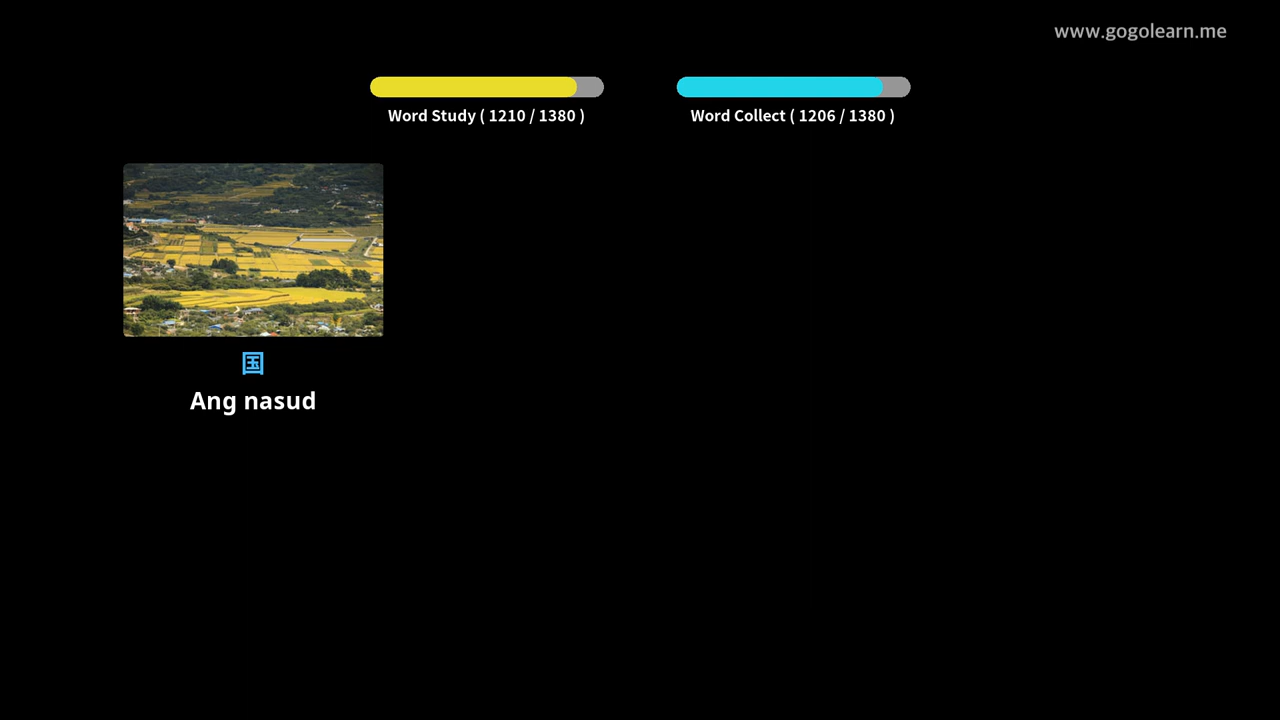 www.gogolearn.me
Word Study ( 1210 / 1380 )
Word Collect ( 1206 / 1380 )
国
Ang nasud